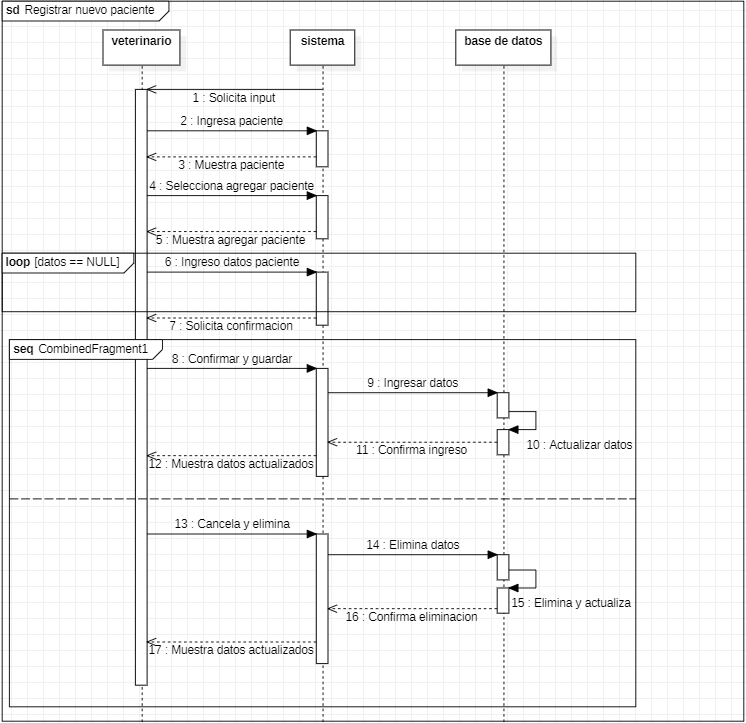 sd Registrar nuevo paciente
veterinario
sistema
base de datos
1 : Solicita input
2 : Ingresa paciente
3 : Muestra paciente
4 : Selecciona agregar paciente
5 : Muestra agregar paciente
loop [datos == NULL]
6 : Ingreso datos paciente
7 : Solicita confirmacion
seq CombinedFragment1
8 : Confirmar y guardar
9 : Ingresar datos
10 : Actualizar datos
11 : Confirma ingreso
12 : Muestra datos actualizados
13 : Cancela y elimina
14 : Elimina datos
15 : Elimina y actualiza
16 : Confirma eliminacion
17 : Muestra datos actualizados